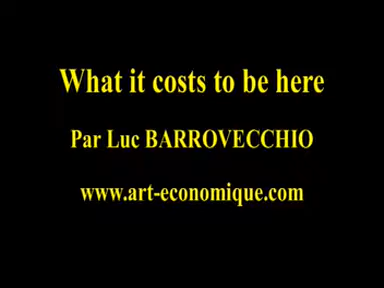 What it costs to be here
Par Luc BARROVECCHIO
www.art-economique.com